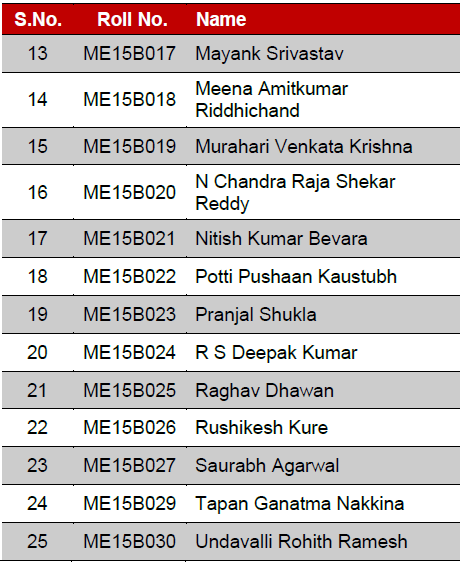 S.No. Roll No. Name
13 ME15B017 Mayank Srivastav
14 ME15B018 Meena Amitkumar
Riddhichand
15 ME15B019 Murahari Venkata Krishna
16 ME15B020 N Chandra Raja Shekar
Reddy
17 ME15B021 Nitish Kumar Bevara
18 ME15B022 Potti Pushaan Kaustubh
19 ME15B023 Pranjal Shukla
20 ME15B024 R S Deepak Kumar
21 ME15B025 Raghav Dhawan
22 ME15B026 Rushikesh Kure
23 ME15B027 Saurabh Agarwal
24 ME15B029 Tapan Ganatma Nakkina
25 ME15B030 Undavalli Rohith Ramesh